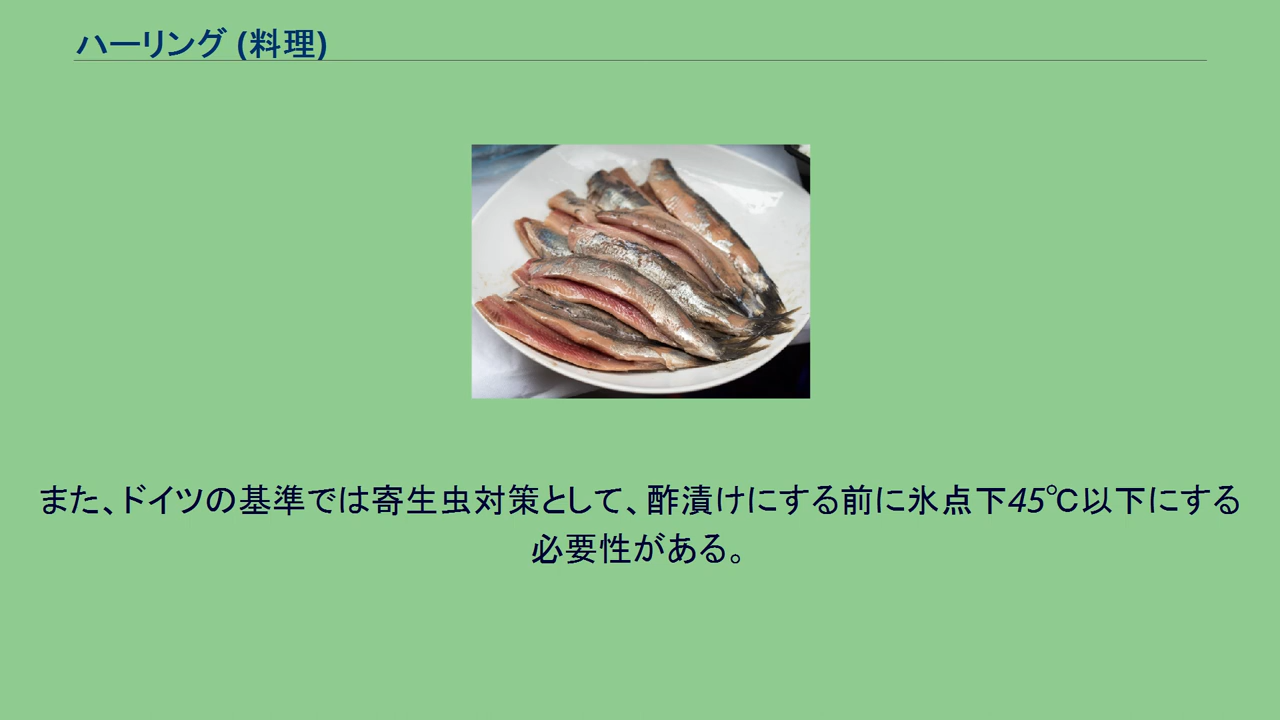 ハーリング (料理)
また、ドイツの基準では寄生虫対策として、酢漬けにする前に氷点下45℃以下にする
必要性がある。